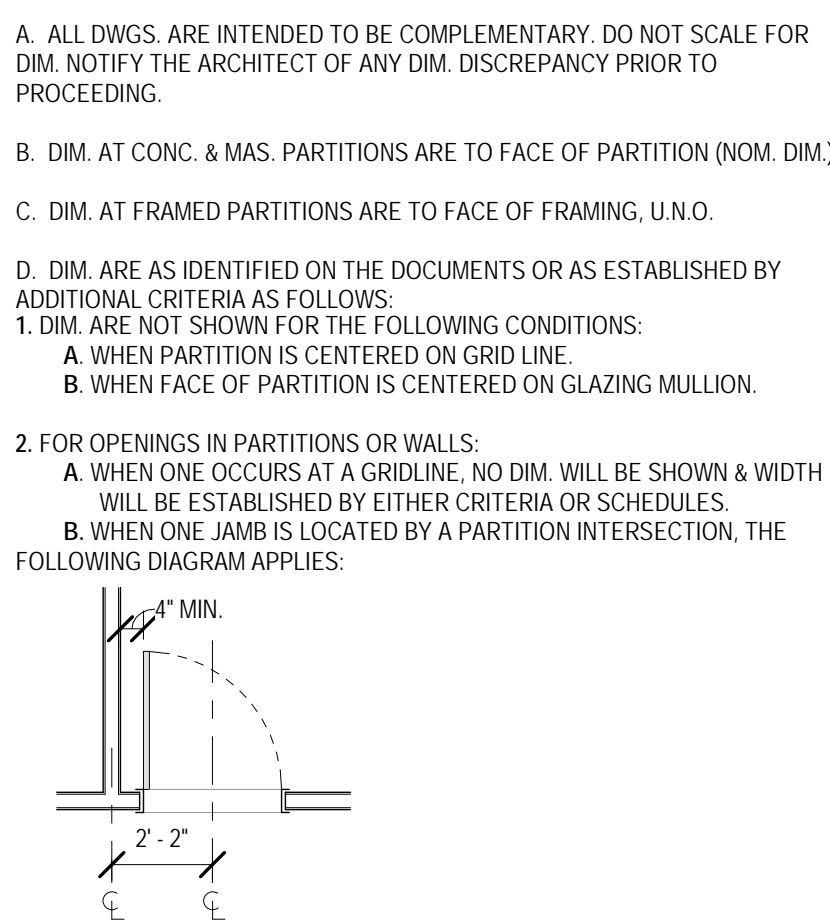 A. ALL DWGS. ARE INTENDED TO BE COMPLEMENTARY. DO NOT SCALE FOR
DIM. NOTIFY THE ARCHITECT OF ANY DIM. DISCREPANCY PRIOR TO
PROCEEDING.
B. DIM. AT CONC. & MAS. PARTITIONS ARE TO FACE OF PARTITION (NOM. DIM.)
C. DIM. AT FRAMED PARTITIONS ARE TO FACE OF FRAMING, U.N.O.
D. DIM. ARE AS IDENTIFIED ON THE DOCUMENTS OR AS ESTABLISHED BY
ADDITIONAL CRITERIA AS FOLLOWS:
1. DIM. ARE NOT SHOWN FOR THE FOLLOWING CONDITIONS:
A. WHEN PARTITION IS CENTERED ON GRID LINE.
B. WHEN FACE OF PARTITION IS CENTERED ON GLAZING MULLION.
2. FOR OPENINGS IN PARTITIONS OR WALLS:
A. WHEN ONE OCCURS AT A GRIDLINE, NO DIM. WILL BE SHOWN & WIDTH
WILL BE ESTABLISHED BY EITHER CRITERIA OR SCHEDULES.
B. WHEN ONE JAMB IS LOCATED BY A PARTITION INTERSECTION, THE
FOLLOWING DIAGRAM APPLIES:
4" MIN.
2' - 2"
℄ ℄